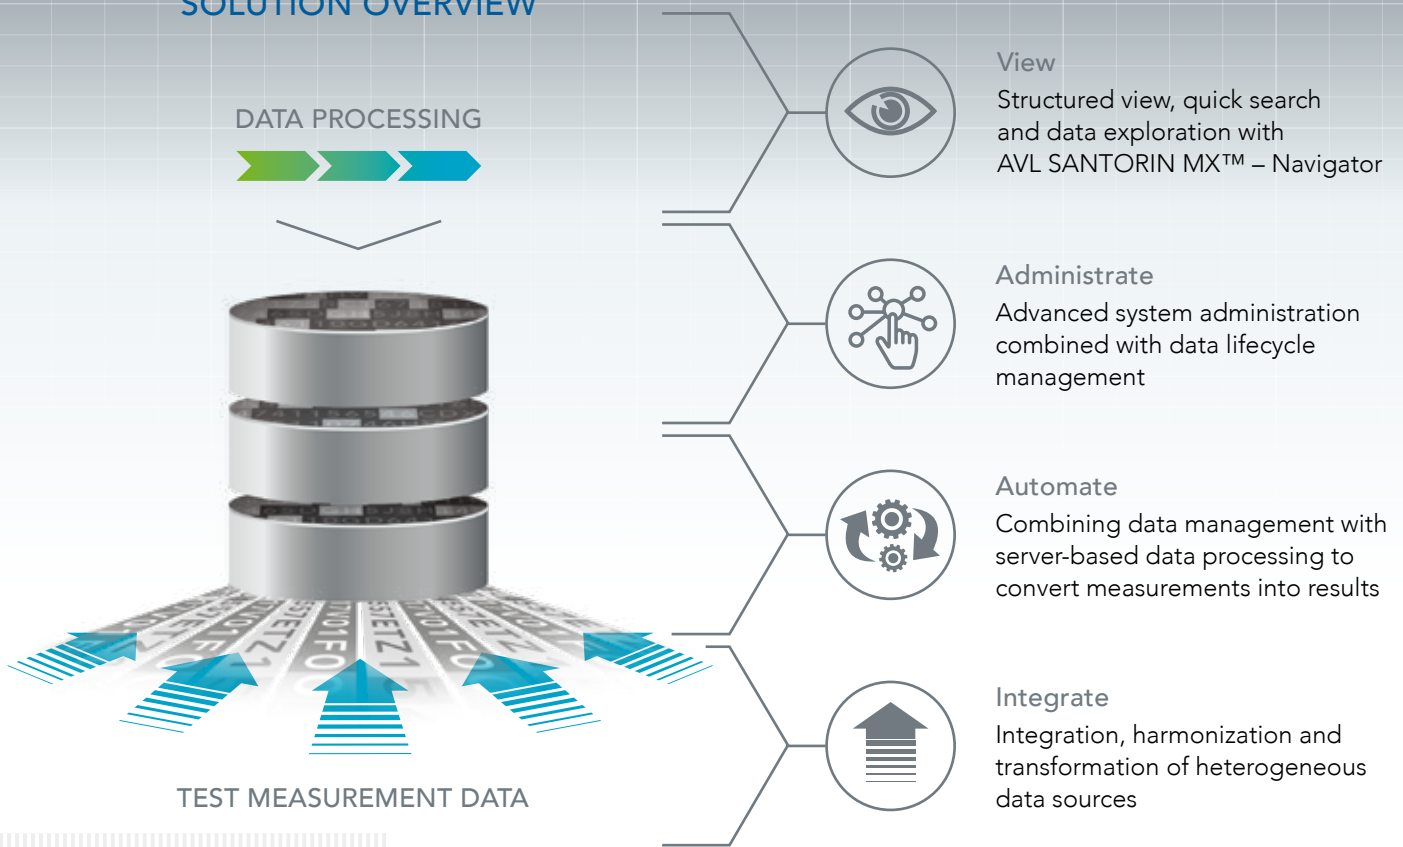 SOLUTION OVERVIEW
DATA PROCESSING
TEST MEASUREMENT DATA
View
Structured view, quick search
and data exploration with
AVL SANTORIN MX™ – Navigator
Administrate
Advanced system administration
combined with data lifecycle
management
Automate
Combining data management with
server-based data processing to
convert measurements into results
Integrate
Integration, harmonization and
transformation of heterogeneous
data sources